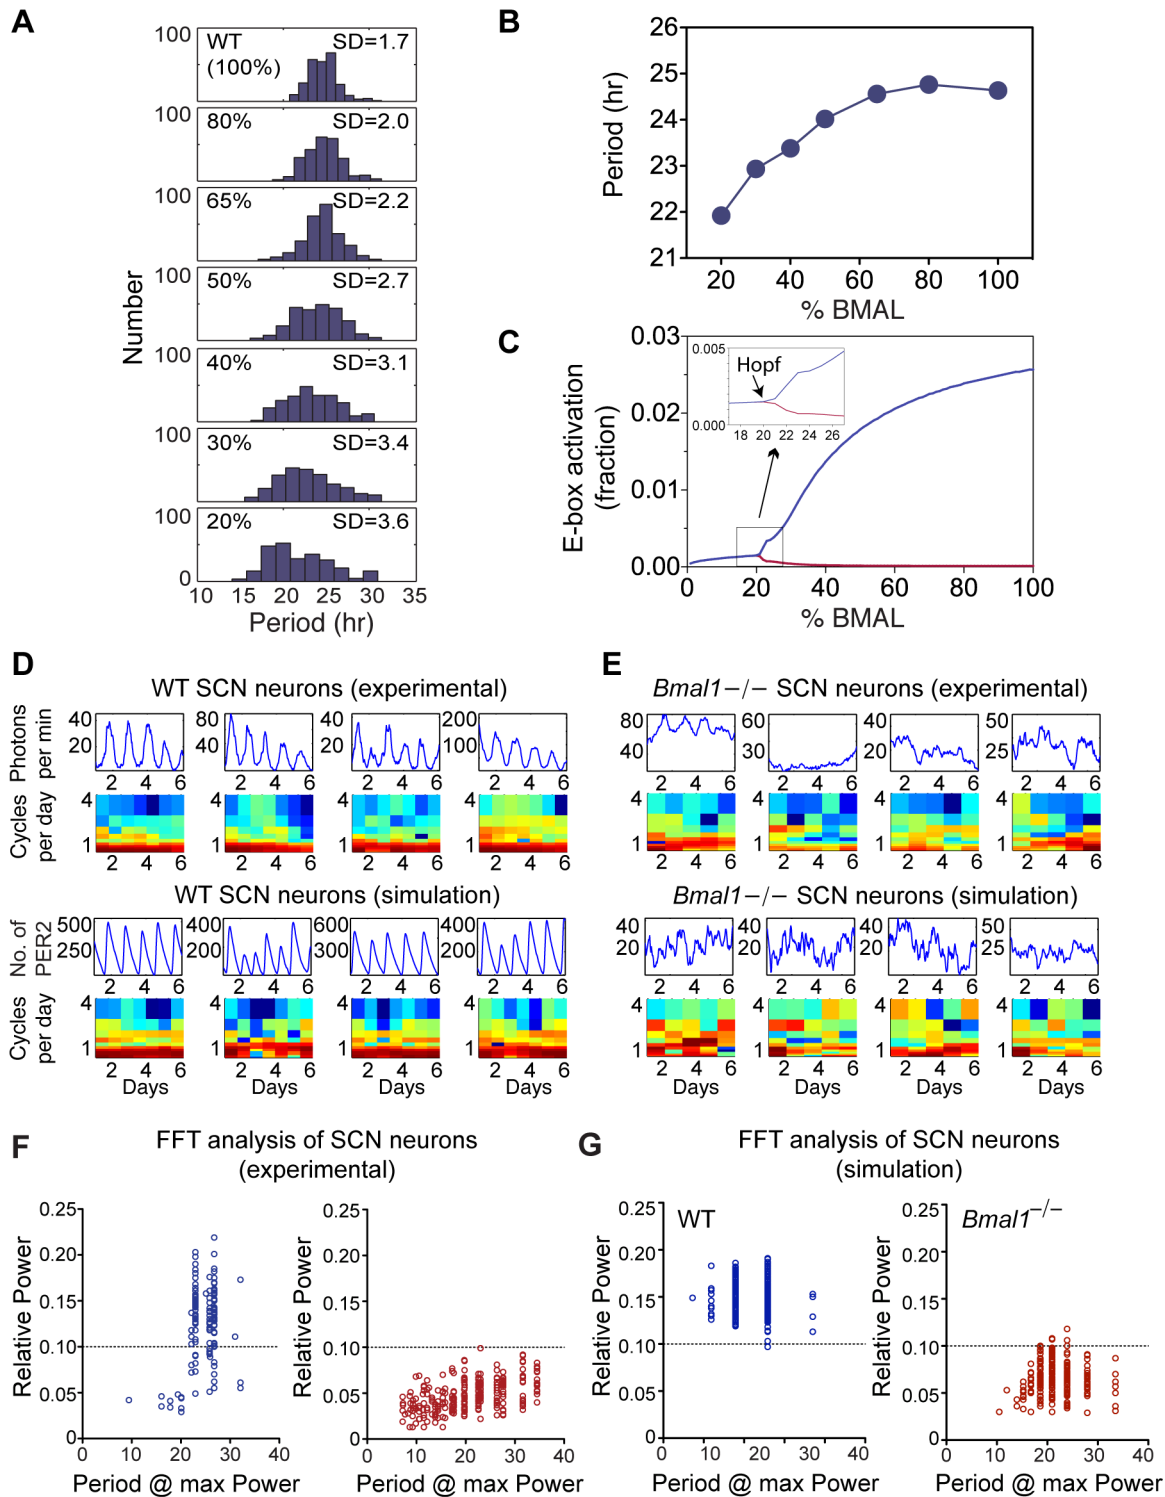 A
100
WT
(100%)
SD=1.7
100
80%
SD=2.0
100
65%
SD=2.2
100
50%
SD=2.7
100
40%
SD=3.1
100
30%
SD=3.4
100
20%
SD=3.6
0
10 15 20 25 30 35
Number
Period (hr)
B
26
25
24
23
22
21
Period (hr)
20 40 60 80 100
% BMAL
C
0.03
0.02
0.01
0.00
E-box activation
(fraction)
0.005
0.000
Hopf
18 20 22 24 26
0 20 40 60 80 100
% BMAL
D
WT SCN neurons (experimental)
Photons
per min
40
20
80
40
40
20
200
100
2 4 6
2 4 6
2 4 6
2 4 6
Cycles
per day
4
1
2 4 6
2 4 6
2 4 6
2 4 6
WT SCN neurons (simulation)
No. of
PER2
500
250
400
200
600
300
400
200
2 4 6
2 4 6
2 4 6
2 4 6
Cycles
per day
4
1
2 4 6
2 4 6
2 4 6
2 4 6
Days
Days
Days
Days
E
Bmal1−/− SCN neurons (experimental)
80
40
60
30
40
20
50
25
2 4 6
2 4 6
2 4 6
2 4 6
4
1
4
1
4
1
4
1
2 4 6
2 4 6
2 4 6
2 4 6
Bmal1−/− SCN neurons (simulation)
40
20
40
20
40
20
50
25
2 4 6
2 4 6
2 4 6
2 4 6
4
1
4
1
4
1
4
1
2 4 6
2 4 6
2 4 6
2 4 6
Days
Days
Days
Days
F
FFT analysis of SCN neurons
(experimental)
0.25
0.20
0.15
0.10
0.05
0
Relative Power
0 10 20 30 40
Period @ max Power
0.25
0.20
0.15
0.10
0.05
0
Relative Power
0 10 20 30 40
Period @ max Power
G
FFT analysis of SCN neurons
(simulation)
WT
0.25
0.20
0.15
0.10
0.05
0
Relative Power
0 10 20 30 40
Period @ max Power
Bmal1−/−
0.25
0.20
0.15
0.10
0.05
0
Relative Power
0 10 20 30 40
Period @ max Power